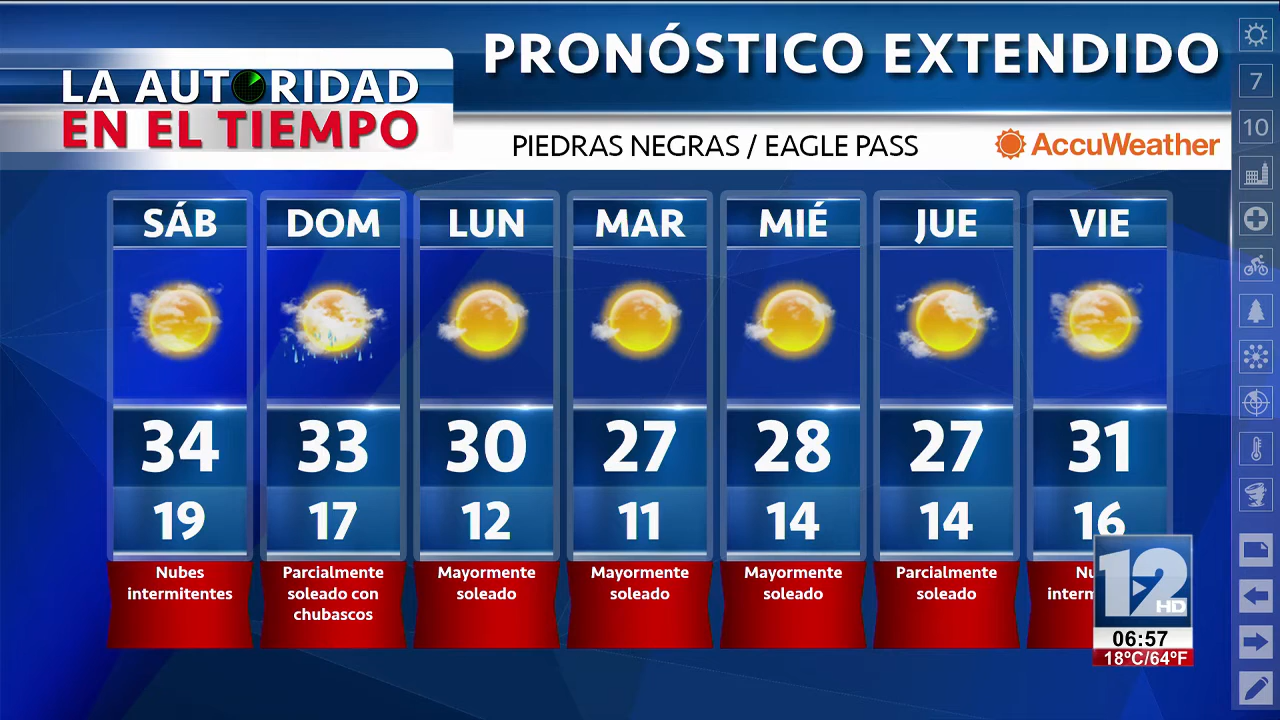 PRONÓSTICO EXTENDIDO
LA AUTORIDAD
EN EL TIEMPO
PIEDRAS NEGRAS / EAGLE PASS
AccuWeather
7
10
SÁB DOM LUN MAR MIÉ JUE VIE
34 33 30 27 28 27 31
19 17 12 11 14 14 16
Nubes
intermitentes
Parcialmente
soleado con
chubascos
Mayormente
soleado
Mayormente
soleado
Mayormente
soleado
Parcialmente
soleado
12
HD
06:57
18°C/64°F